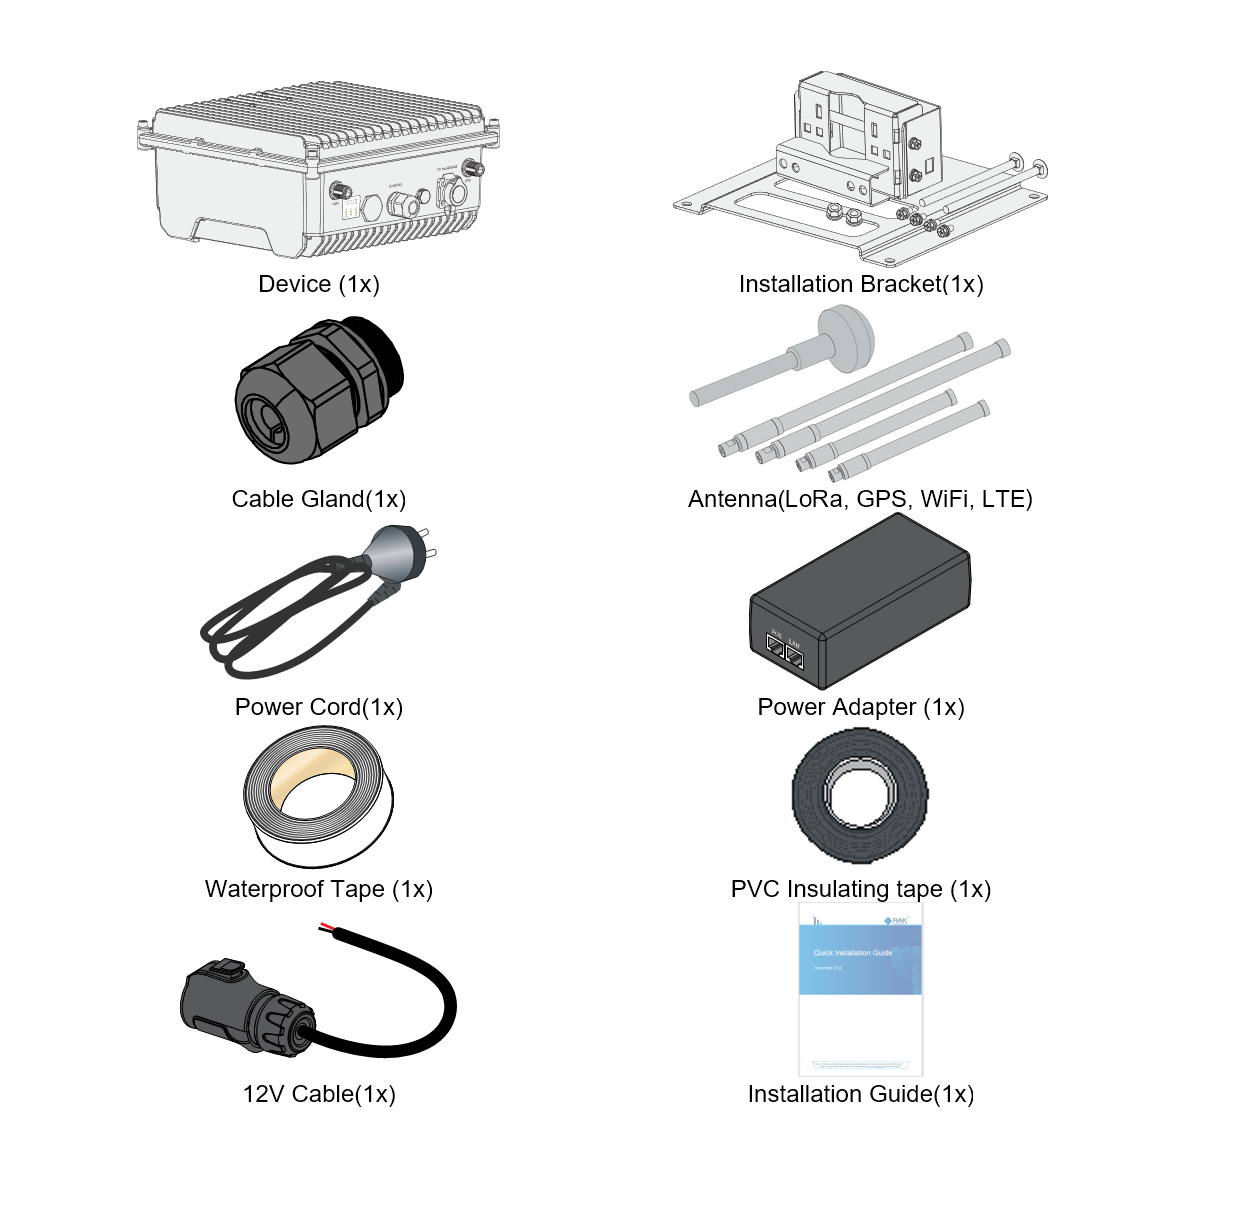 Device (1x)
Installation Bracket(1x)
Cable Gland(1x)
Antenna(LoRa, GPS, WiFi, LTE)
POE LAN
Power Cord(1x)
Power Adapter (1x)
Waterproof Tape (1x)
PVC Insulating tape (1x)
RAK
Quick Installation Guide
12V Cable(1x)
Installation Guide(1x)